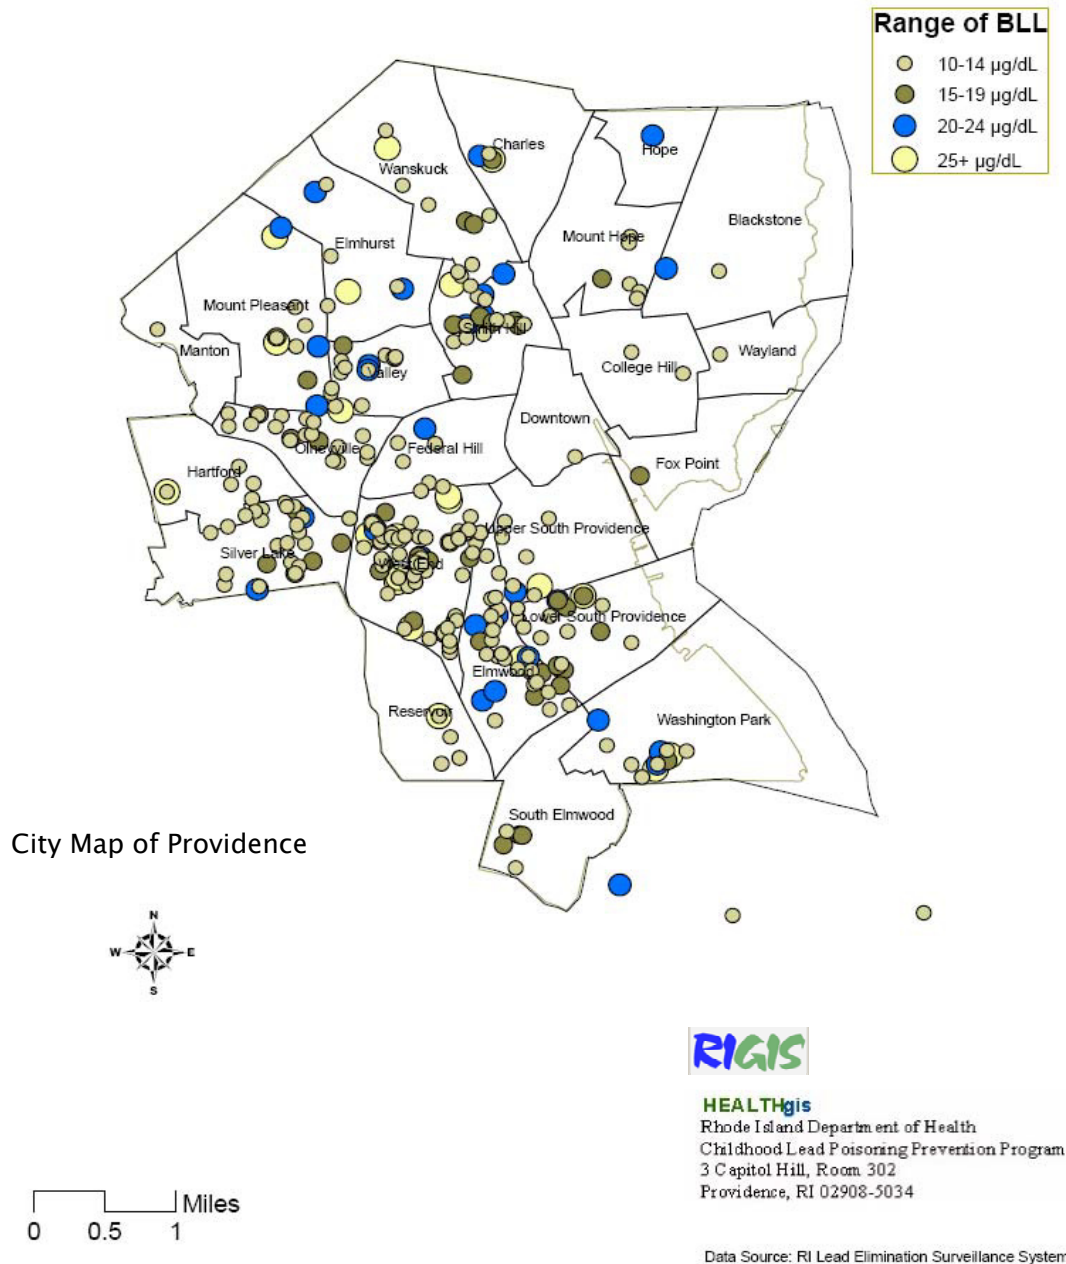 Range of BLL
10-14 µg/dL
15-19 µg/dL
20-24 µg/dL
25+ µg/dL
Charles
Hope
Wanskuck
Blackstone
Mount Hope
Elmhurst
Mount Pleasant
Smith Hill
Manton
Wayland
College Hill
Valley
Downtown
Olneyville
Federal Hill
Fox Point
Hartford
Upper South Providence
Silver Lake
West End
Lower South Providence
Elmwood
Reservoir
Washington Park
South Elmwood
City Map of Providence
N
W
E
S
RIGIS
HEALTHgis
Rhode Island Department of Health
Childhood Lead Poisoning Prevention Program
3 Capitol Hill, Room 302
Providence, RI 02908-5034
Miles
0 0.5 1
Data Source: RI Lead Elimination Surveillance System